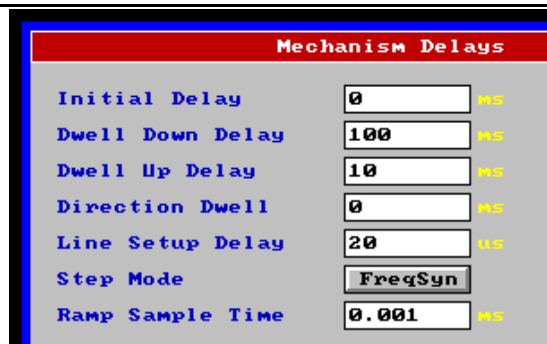 Mechanism Delays
Initial Delay 0 ms
Dwell Down Delay 100 ms
Dwell Up Delay 10 ms
Direction Dwell 0 ms
Line Setup Delay 20 us
Step Mode FreqSyn
Ramp Sample Time 0.001 ms